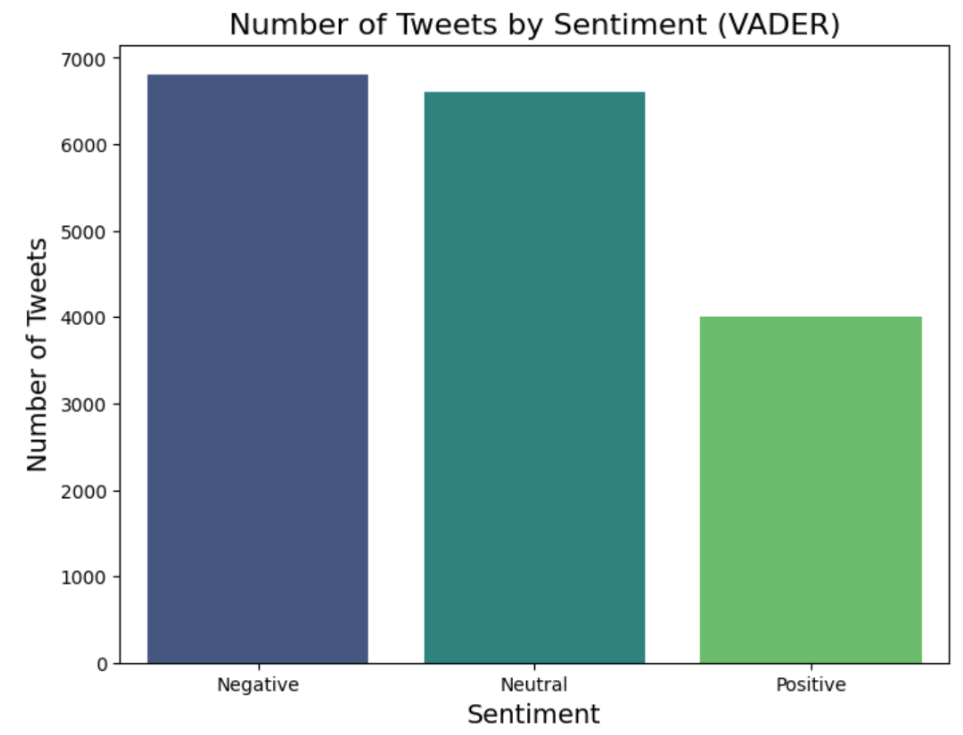 Number of Tweets by Sentiment (VADER)
7000
6000
5000
4000
3000
2000
1000
0
Number of Tweets
Negative Neutral Positive
Sentiment